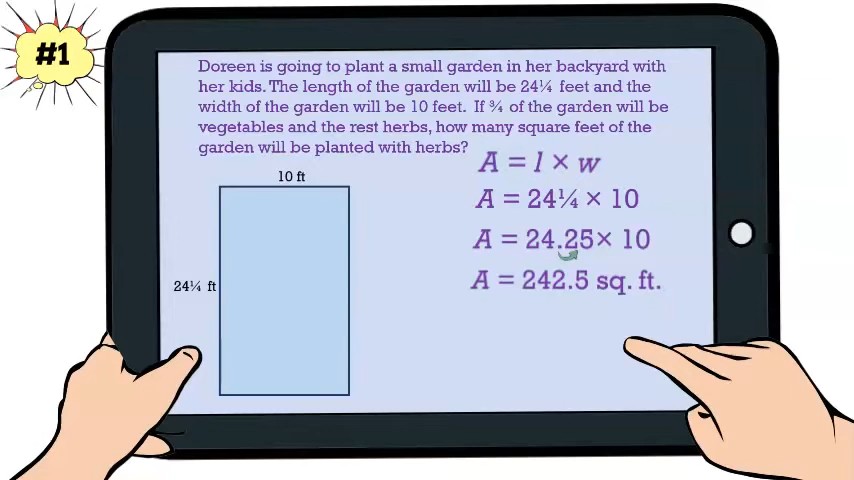 #1
Doreen is going to plant a small garden in her backyard with
her kids. The length of the garden will be 24¼ feet and the
width of the garden will be 10 feet. If ¾ of the garden will be
vegetables and the rest herbs, how many square feet of the
garden will be planted with herbs?
A = l × w
10 ft
A = 24¼ × 10
A = 24.25× 10
24¼ ft
A = 242.5 sq. ft.